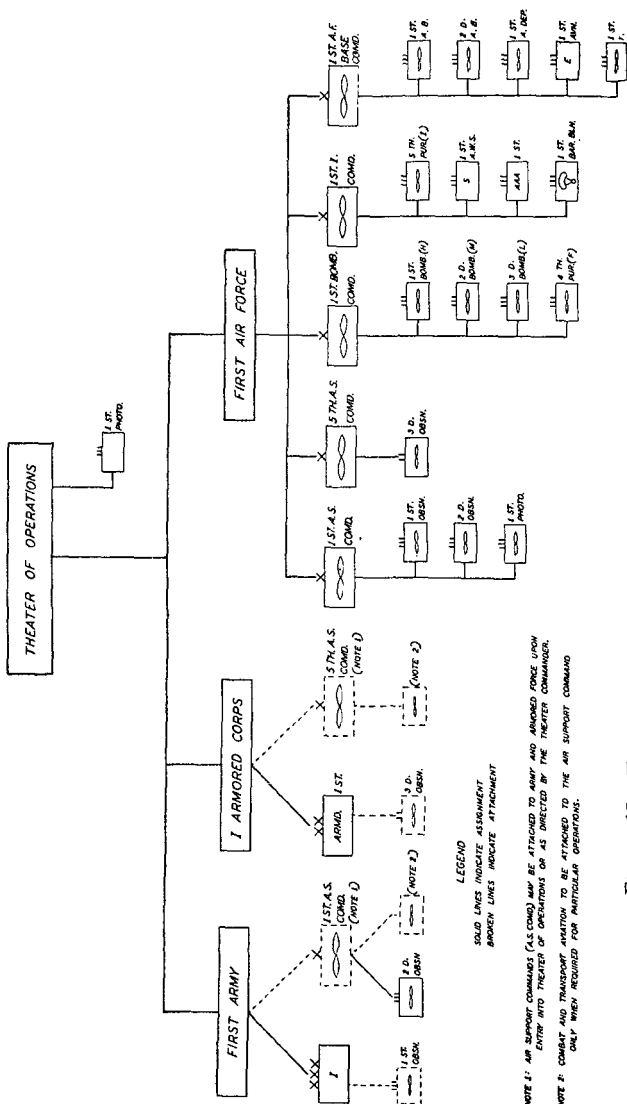 THEATER OF OPERATIONS
1 ST.
PHOTO.
FIRST ARMY
I ARMORED CORPS
FIRST AIR FORCE
I
1 ST.
OBSN.
1 ST. A.S.
COMD.
(NOTE 1)
2 D.
OBSN
(NOTE 2)
1 ST.
ARMD.
3 D.
OBSN.
5 TH. A.S.
COMD.
(NOTE 1)
(NOTE 2)
1 ST. A.S.
COMD.
1 ST.
OBSN.
2 D.
OBSN.
1 ST.
PHOTO.
5 TH. A.S.
COMD.
3 D.
OBSN.
1 ST. BOMB.
COMD.
1 ST.
BOMB.(H)
2 D.
BOMB.(M)
3 D.
BOMB.(L)
4 TH.
PUR.(F)
1 ST. I.
COMD.
5 TH.
PUR.(I)
S
1 ST.
A.W.S.
AAA
1 ST.
1 ST.
BAR. BLN.
1 ST. A.F.
BASE
COMD.
1 ST.
A.B.
2 D.
A.B.
1 ST.
A.DEP.
E
1 ST.
AVN.
1 ST.
T.
LEGEND
SOLID LINES INDICATE ASSIGNMENT
BROKEN LINES INDICATE ATTACHMENT
NOTE 1: AIR SUPPORT COMMANDS (A.S. COMD.) MAY BE ATTACHED TO ARMY AND ARMORED FORCE UPON
ENTRY INTO THEATER OF OPERATIONS OR AS DIRECTED BY THE THEATER COMMANDER.
NOTE 2: COMBAT AND TRANSPORT AVIATION TO BE ATTACHED TO THE AIR SUPPORT COMMAND
ONLY WHEN REQUIRED FOR PARTICULAR OPERATIONS.